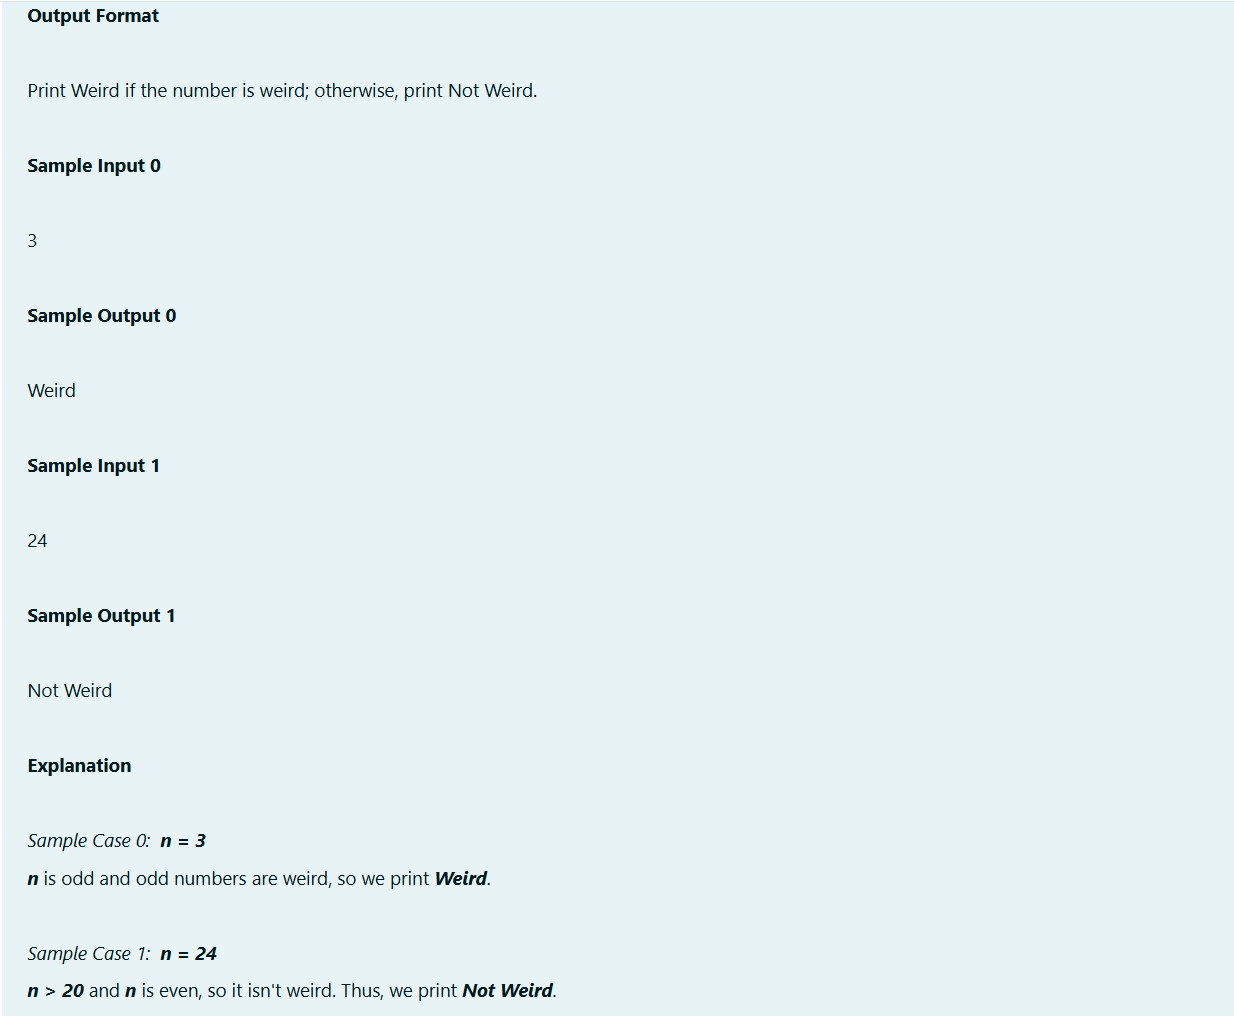 Output Format
Print Weird if the number is weird; otherwise, print Not Weird.
Sample Input 0
3
Sample Output 0
Weird
Sample Input 1
24
Sample Output 1
Not Weird
Explanation
Sample Case 0: n = 3
n is odd and odd numbers are weird, so we print Weird.
Sample Case 1: n = 24
n > 20 and n is even, so it isn't weird. Thus, we print Not Weird.